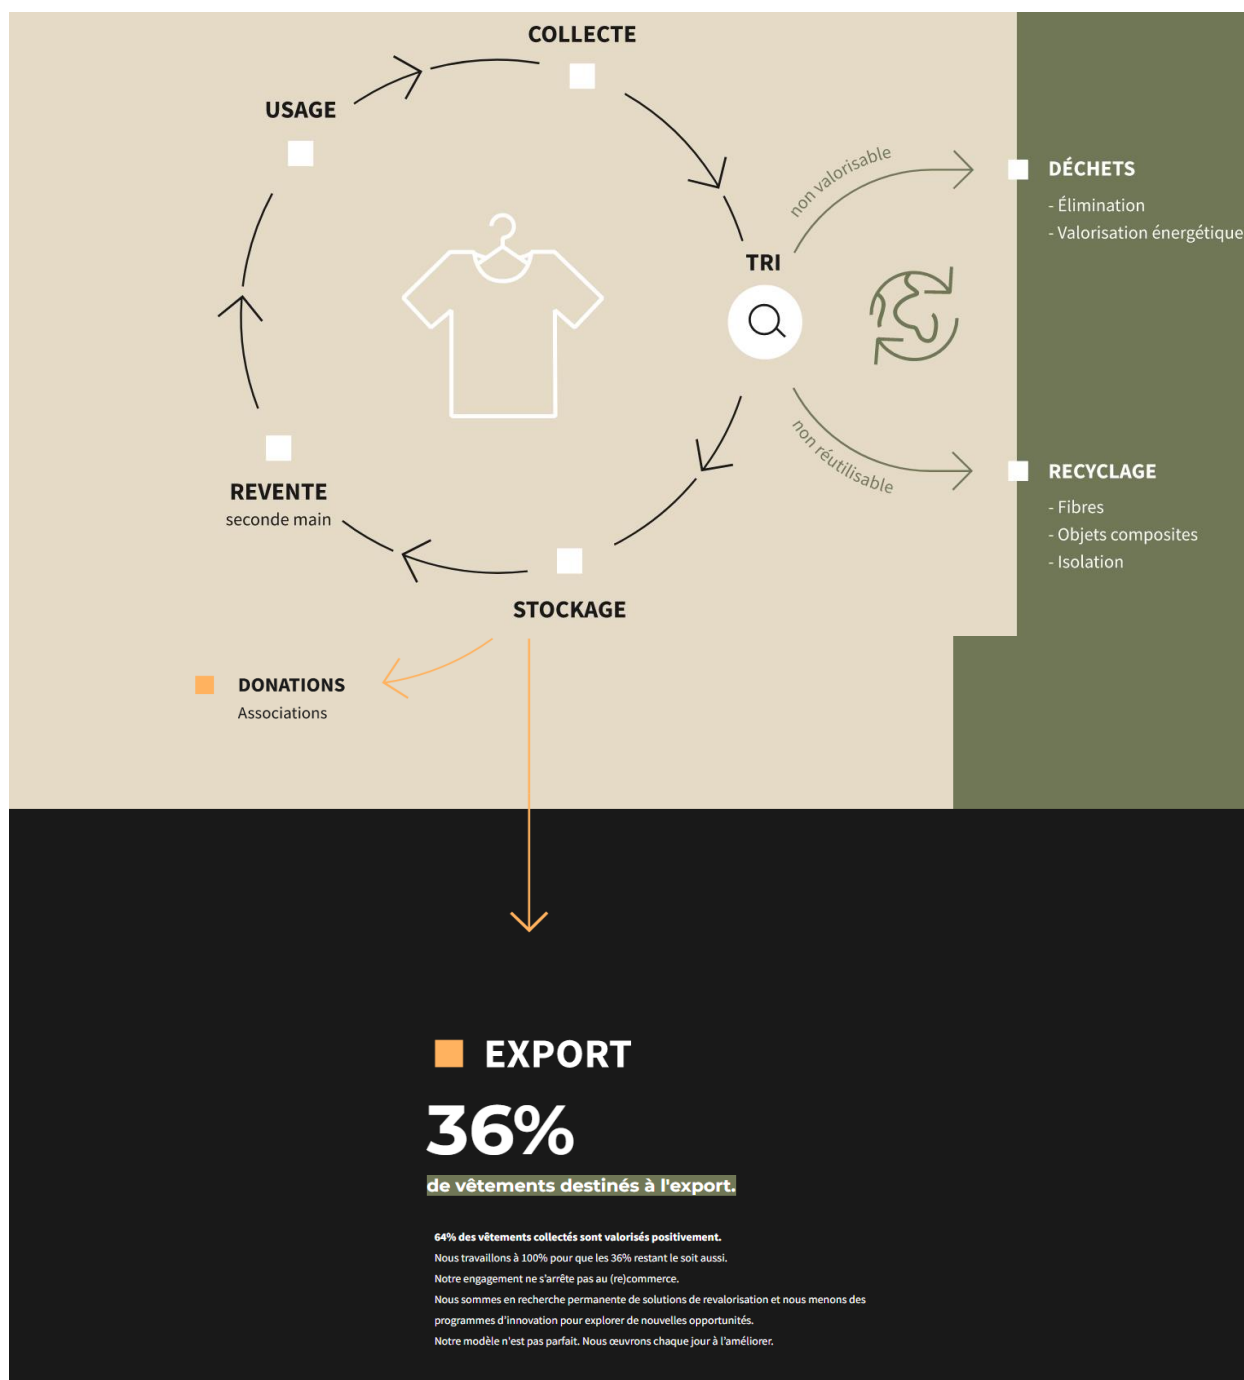 COLLECTE
USAGE
non valorisable
DÉCHETS
- Élimination
- Valorisation énergétique
TRI
non réutilisable
RECYCLAGE
- Fibres
- Objets composites
- Isolation
REVENTE
seconde main
STOCKAGE
DONATIONS
Associations
EXPORT
36%
de vêtements destinés à l'export.
64% des vêtements collectés sont valorisés positivement.
Nous travaillons à 100% pour que les 36% restant le soit aussi.
Notre engagement ne s'arrête pas au (re)commerce.
Nous sommes en recherche permanente de solutions de revalorisation et nous menons des
programmes d'innovation pour explorer de nouvelles opportunités.
Notre modèle n'est pas parfait. Nous œuvrons chaque jour à l'améliorer.